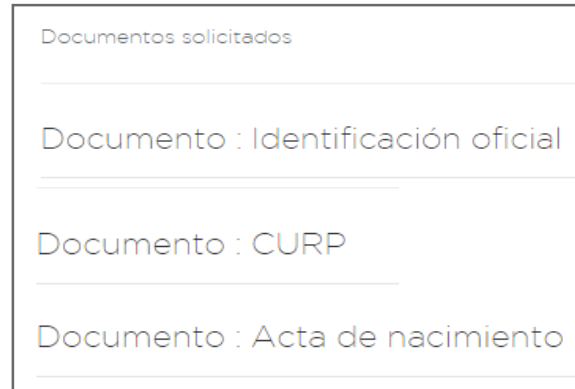 Documentos solicitados
Documento : Identificación oficial
Documento : CURP
Documento : Acta de nacimiento